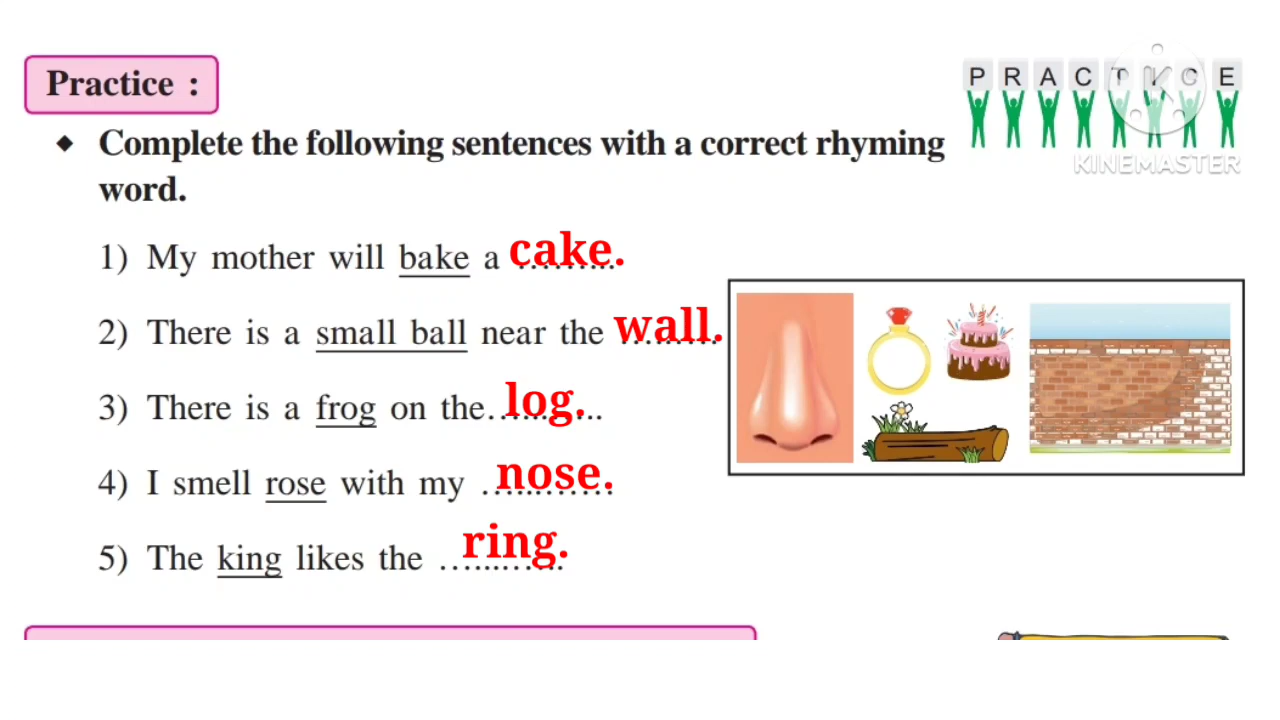 Practice :
PRACTICE
KINEMASTER
◆ Complete the following sentences with a correct rhyming
word.
1) My mother will bake a cake.
2) There is a small ball near the wall.
3) There is a frog on the log.
4) I smell rose with my nose.
5) The king likes the ring.